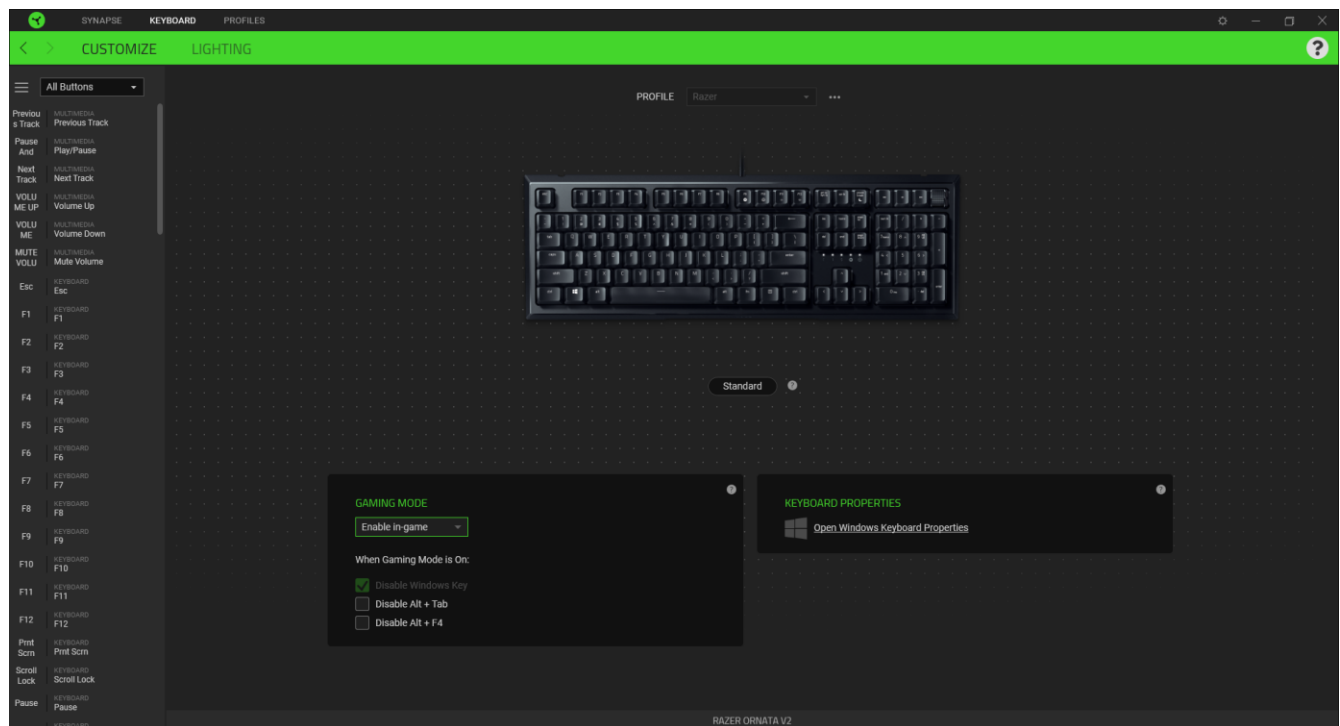 SYNAPSE KEYBOARD PROFILES
CUSTOMIZE LIGHTING
?
All Buttons
PROFILE Razer
Previou
s Track
MULTIMEDIA
Previous Track
Pause
And
MULTIMEDIA
Play/Pause
Next
Track
MULTIMEDIA
Next Track
VOLU
ME UP
MULTIMEDIA
Volume Up
VOLU
ME
MULTIMEDIA
Volume Down
MUTE
VOLU
MULTIMEDIA
Mute Volume
Esc
KEYBOARD
Esc
F1
KEYBOARD
F1
F2
KEYBOARD
F2
F3
KEYBOARD
F3
F4
KEYBOARD
F4
F5
KEYBOARD
F5
F6
KEYBOARD
F6
F7
KEYBOARD
F7
F8
KEYBOARD
F8
F9
KEYBOARD
F9
F10
KEYBOARD
F10
F11
KEYBOARD
F11
F12
KEYBOARD
F12
Prnt
Scrn
KEYBOARD
Prnt Scrn
Scroll
Lock
KEYBOARD
Scroll Lock
Pause
KEYBOARD
Pause
KEYBOARD
Standard ?
GAMING MODE ?
Enable in-game
When Gaming Mode is On:
Disable Windows Key
Disable Alt + Tab
Disable Alt + F4
KEYBOARD PROPERTIES ?
Open Windows Keyboard Properties
RAZER ORNATA V2